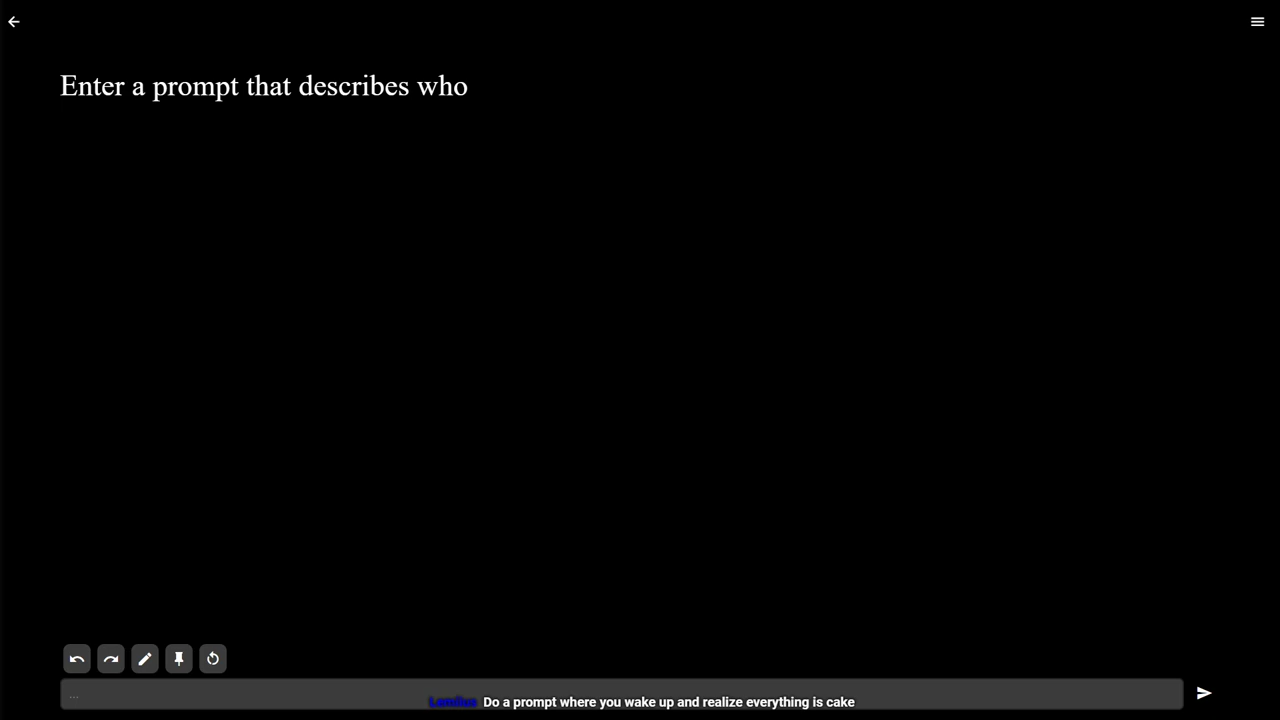 Enter a prompt that describes who
...
Do a prompt where you wake up and realize everything is cake